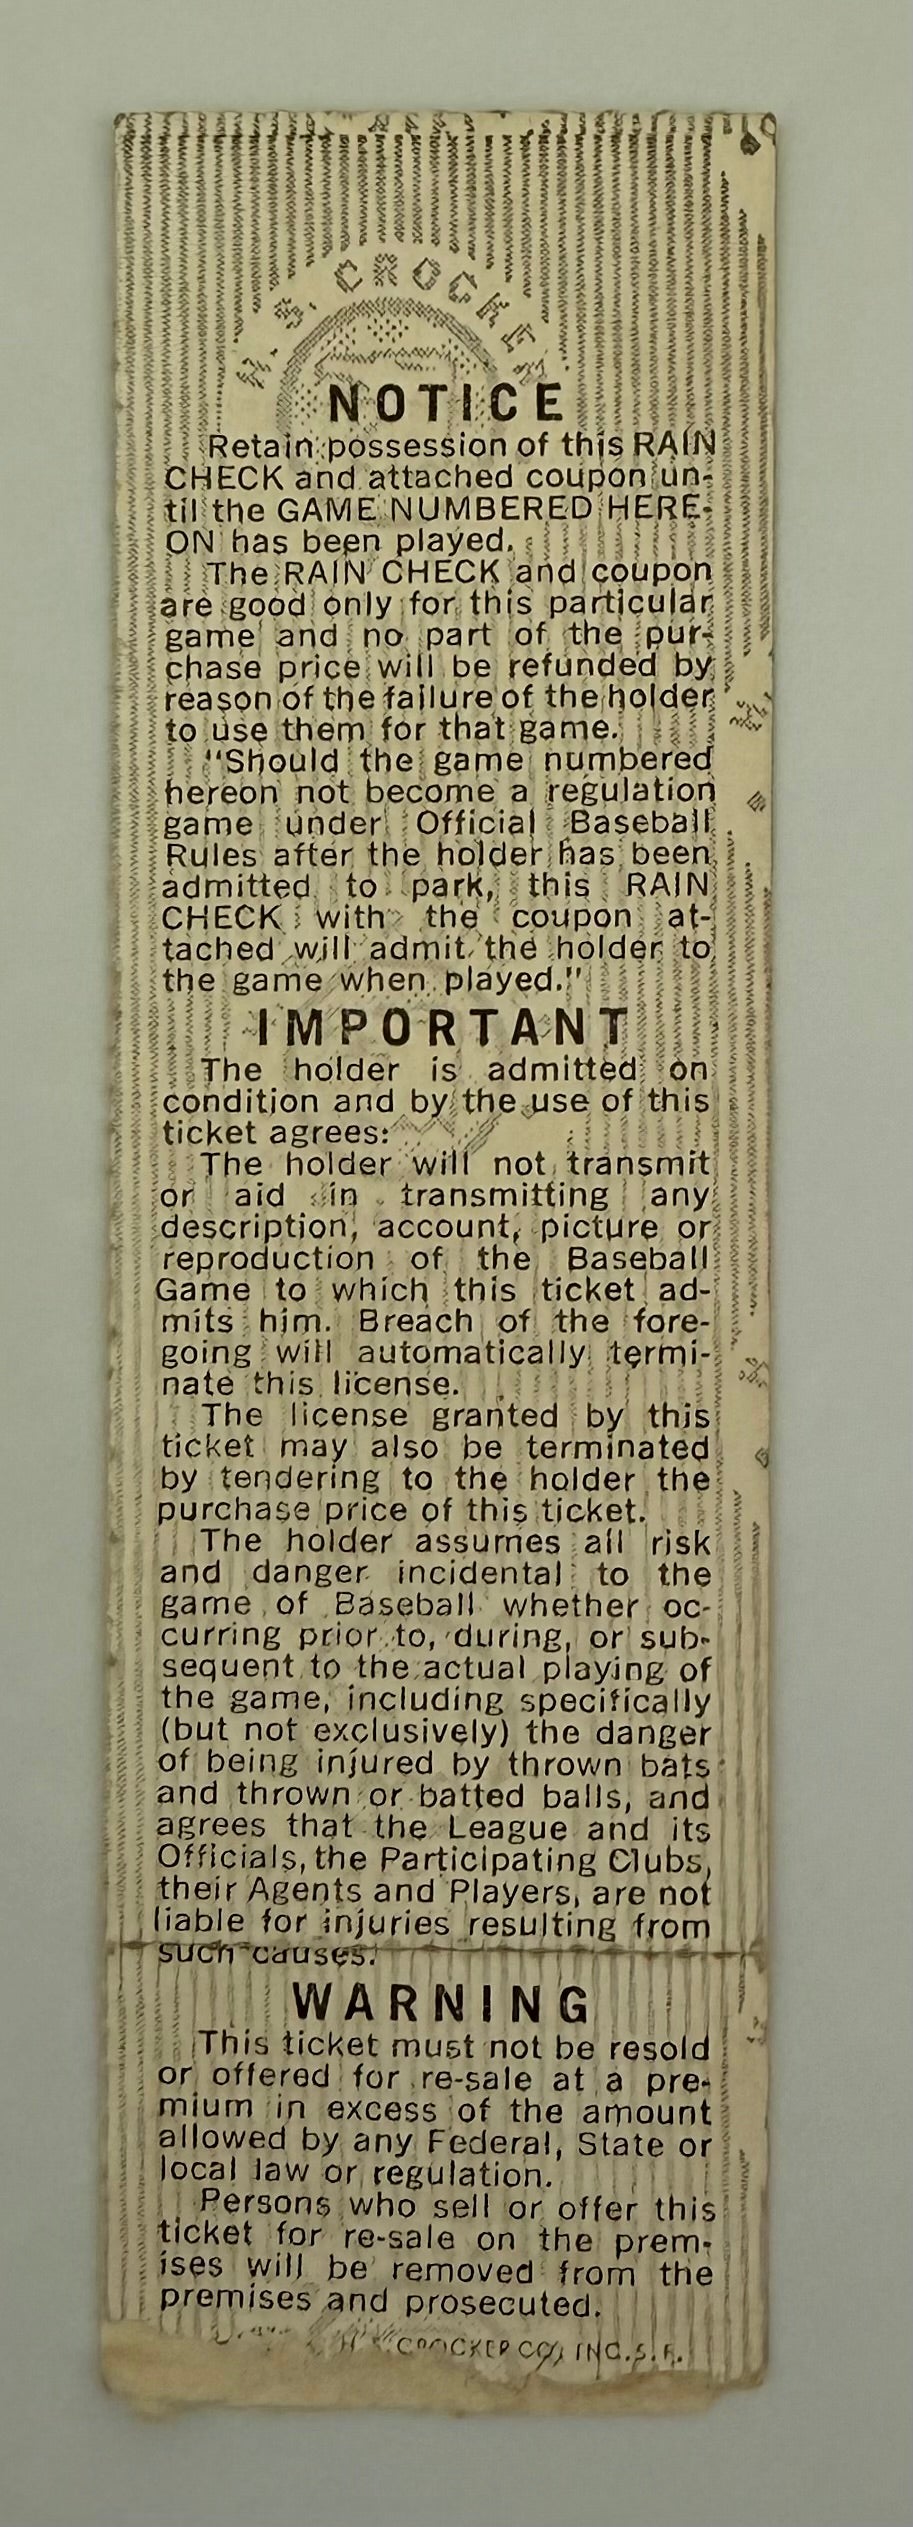 H. S. CROCKER
NOTICE
Retain possession of this RAIN
CHECK and attached coupon un-
til the GAME NUMBERED HERE-
ON has been played.
The RAIN CHECK and coupon
are good only for this particular
game and no part of the pur-
chase price will be refunded by
reason of the failure of the holder
to use them for that game.
"Should the game numbered
hereon not become a regulation
game under Official Baseball
Rules after the holder has been
admitted to park, this RAIN
CHECK with the coupon at-
tached will admit the holder to
the game when played."
IMPORTANT
The holder is admitted on
condition and by the use of this
ticket agrees:
The holder will not transmit
or aid in transmitting any
description, account, picture or
reproduction of the Baseball
Game to which this ticket ad-
mits him. Breach of the fore-
going will automatically termi-
nate this license.
The license granted by this
ticket may also be terminated
by tendering to the holder the
purchase price of this ticket.
The holder assumes all risk
and danger incidental to the
game of Baseball whether oc-
curring prior to, during, or sub-
sequent to the actual playing of
the game, including specifically
(but not exclusively) the danger
of being injured by thrown bats
and thrown or batted balls, and
agrees that the League and its
Officials, the Participating Clubs,
their Agents and Players, are not
liable for injuries resulting from
such causes.
WARNING
This ticket must not be resold
or offered for re-sale at a pre-
mium in excess of the amount
allowed by any Federal, State or
local law or regulation.
Persons who sell or offer this
ticket for re-sale on the prem-
ises will be removed from the
premises and prosecuted.
CROCKER CO., INC. S. F.